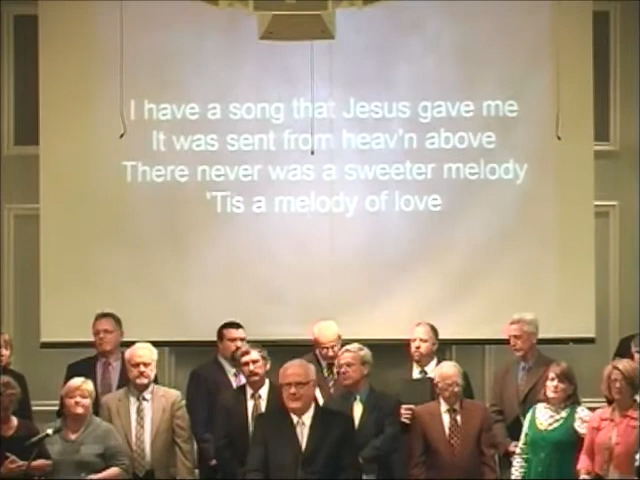 I have a song that Jesus gave me
It was sent from heav'n above
There never was a sweeter melody
'Tis a melody of love